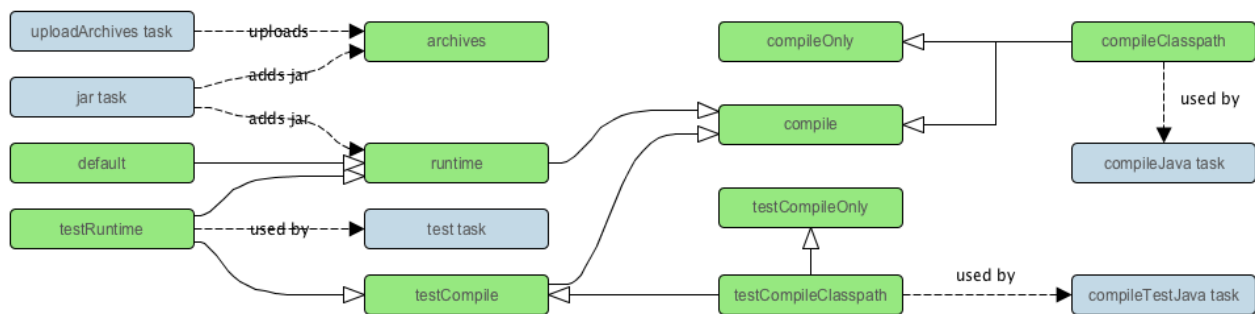 uploadArchives task
uploads
archives
compileOnly
compileClasspath
jar task
adds jar
adds jar
compile
used by
default
runtime
compileJava task
testCompileOnly
testRuntime
used by
test task
testCompile
testCompileClasspath
used by
compileTestJava task